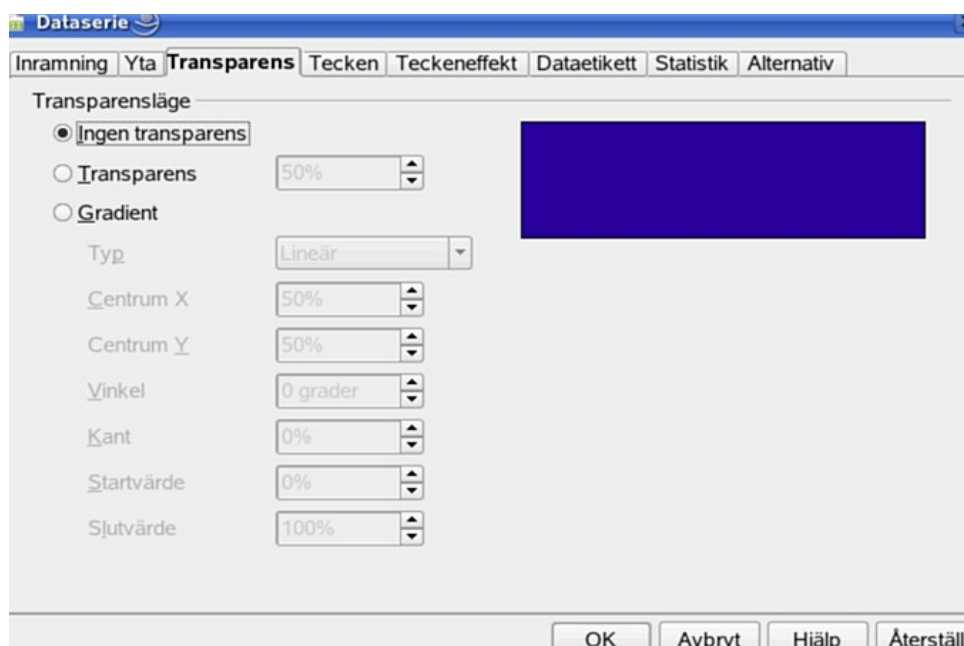 Dataserie
Inramning Yta Transparens Tecken Teckeneffekt Dataetikett Statistik Alternativ
Transparensläge
Ingen transparens
Transparens 50%
Gradient
Typ Lineär
Centrum X 50%
Centrum Y 50%
Vinkel 0 grader
Kant 0%
Startvärde 0%
Slutvärde 100%
OK Avbryt Hjälp Återställ